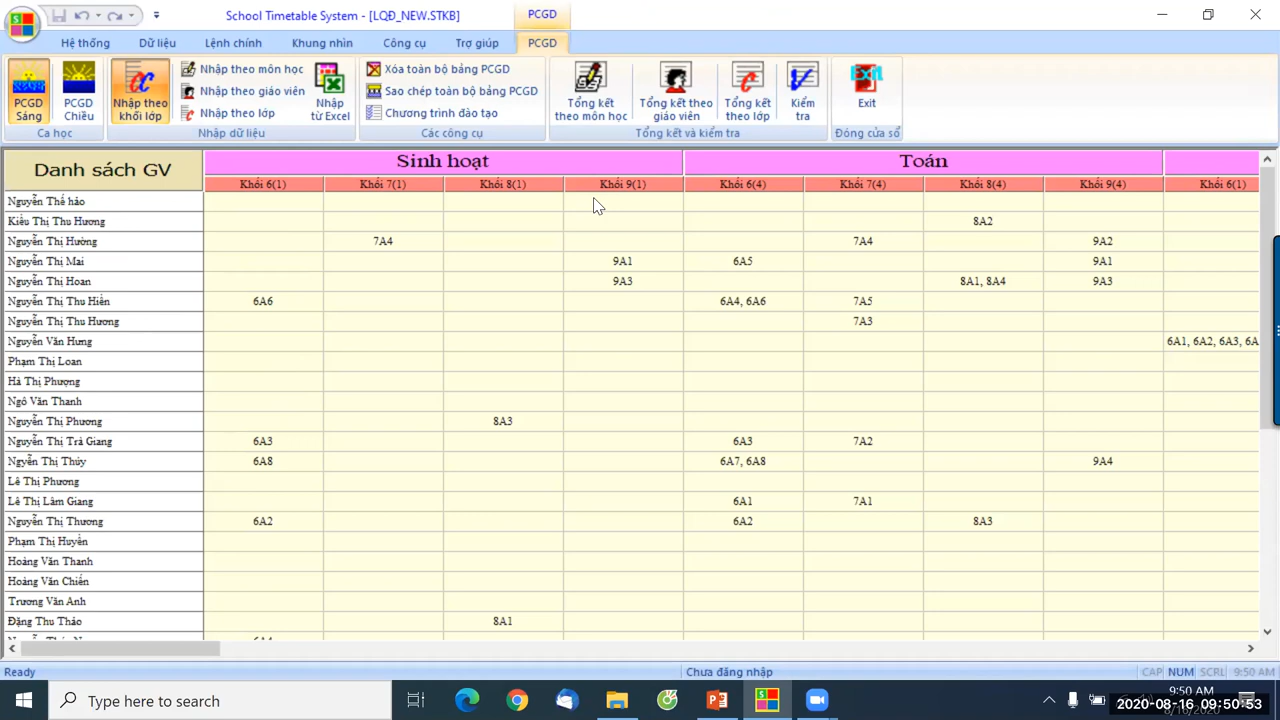 PCGD
School Timetable System - [LQĐ_NEW.STKB]
Hệ thống Dữ liệu Lệnh chính Khung nhìn Công cụ Trợ giúp PCGD
PCGD Sáng
PCGD Chiều
Nhập theo khối lớp
Nhập theo môn học
Nhập theo giáo viên
Nhập theo lớp
Nhập từ Excel
Xóa toàn bộ bảng PCGD
Sao chép toàn bộ bảng PCGD
Chương trình đào tạo
Tổng kết theo môn học
Tổng kết theo giáo viên
Tổng kết theo lớp
Kiểm tra
Exit
Ca học Nhập dữ liệu Các công cụ Tổng kết và kiểm tra Đóng cửa sổ
Danh sách GV Sinh hoạt Toán
Khối 6(1) Khối 7(1) Khối 8(1) Khối 9(1) Khối 6(4) Khối 7(4) Khối 8(4) Khối 9(4) Khối 6(1)
Nguyễn Thế hảo
Kiều Thị Thu Hương 8A2
Nguyễn Thị Hường 7A4 7A4 9A2
Nguyễn Thị Mai 9A1 6A5 9A1
Nguyễn Thị Hoan 9A3 8A1, 8A4 9A3
Nguyễn Thị Thu Hiền 6A6 6A4, 6A6 7A5
Nguyễn Thị Thu Hương 7A3
Nguyễn Văn Hưng 6A1, 6A2, 6A3, 6A
Phạm Thị Loan
Hà Thị Phượng
Ngô Văn Thanh
Nguyễn Thị Phương 8A3
Nguyễn Thị Trà Giang 6A3 6A3 7A2
Ngyễn Thị Thúy 6A8 6A7, 6A8 9A4
Lê Thị Phương
Lê Thị Lâm Giang 6A1 7A1
Nguyễn Thị Thương 6A2 6A2 8A3
Phạm Thị Huyền
Hoàng Văn Thanh
Hoàng Văn Chiến
Trương Văn Anh
Đặng Thu Thảo 8A1
Ready Chưa đăng nhập CAP NUM SCRL 9:50 AM
Type here to search
9:50 AM
2020-08-16 09:50:53